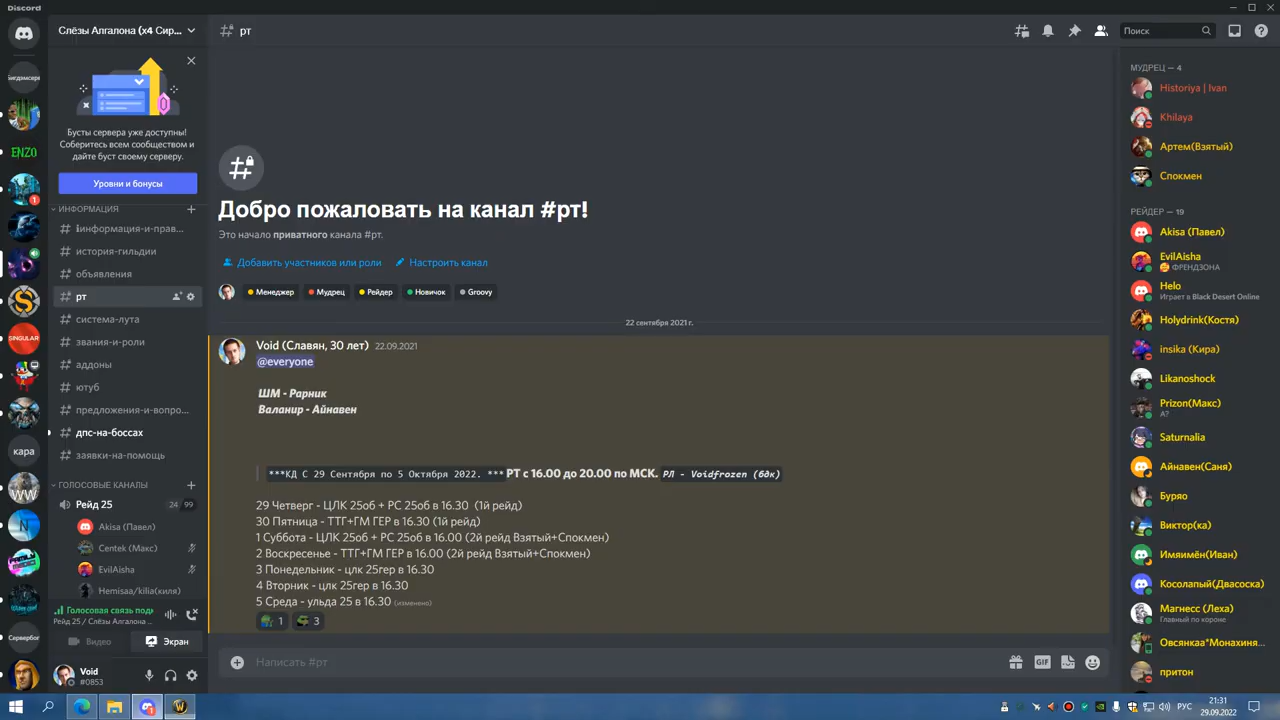 Discord
Слёзы Алгалона (x4 Сир...
рт
Поиск
Бусты сервера уже доступны!
Соберитесь всем сообществом и
дайте буст своему серверу.
Уровни и бонусы
ИНФОРМАЦИЯ
информация-и-прав...
история-гильдии
объявления
рт
система-лута
звания-и-роли
аддоны
ютуб
предложения-и-вопро...
дпс-на-боссах
заявки-на-помощь
ГОЛОСОВЫЕ КАНАЛЫ
Рейд 25 24 99
Akisa (Павел)
Centek (Макс)
EvilAisha
Hemisaa/kilia(киля)
Голосовая связь подк
Рейд 25 / Слёзы Алгалона ...
Видео Экран
Void
#0853
ENZO
1
SINGULAR
кара
WW
N
Сервербог
Добро пожаловать на канал #рт!
Это начало приватного канала #рт.
Добавить участников или роли Настроить канал
Менеджер Мудрец Рейдер Новичок Groovy
22 сентября 2021 г.
Void (Славян, 30 лет) 22.09.2021
@everyone
ШМ - Рарник
Валанир - Айнавен
***КД С 29 Сентября по 5 Октября 2022. *** РТ с 16.00 до 20.00 по МСК. РЛ - Voidfrozen (бдк)
29 Четверг - ЦЛК 25об + РС 25об в 16.30 (1й рейд)
30 Пятница - ТТГ+ГМ ГЕР в 16.30 (1й рейд)
1 Суббота - ЦЛК 25об + РС 25об в 16.00 (2й рейд Взятый+Спокмен)
2 Воскресенье - ТТГ+ГМ ГЕР в 16.00 (2й рейд Взятый+Спокмен)
3 Понедельник - цлк 25гер в 16.30
4 Вторник - цлк 25гер в 16.30
5 Среда - ульда 25 в 16.30 (изменено)
1 3
Написать #рт
GIF
МУДРЕЦ — 4
Historiya | Ivan
Khilaya
Артем(Взятый)
Спокмен
РЕЙДЕР — 19
Akisa (Павел)
EvilAisha
ФРЕНДЗОНА
Helo
Играет в Black Desert Online
Holydrink(Костя)
insika (Кира)
Likanoshock
Prizon(Макс)
А?
Saturnalia
Айнавен(Саня)
Буряо
Виктор(ка)
Имяимён(Иван)
Косолапый(Двасоска)
Магнесс (Леха)
Главный по короне
Овсянкаа*Монахиня...
притон
РУС
21:31
29.09.2022